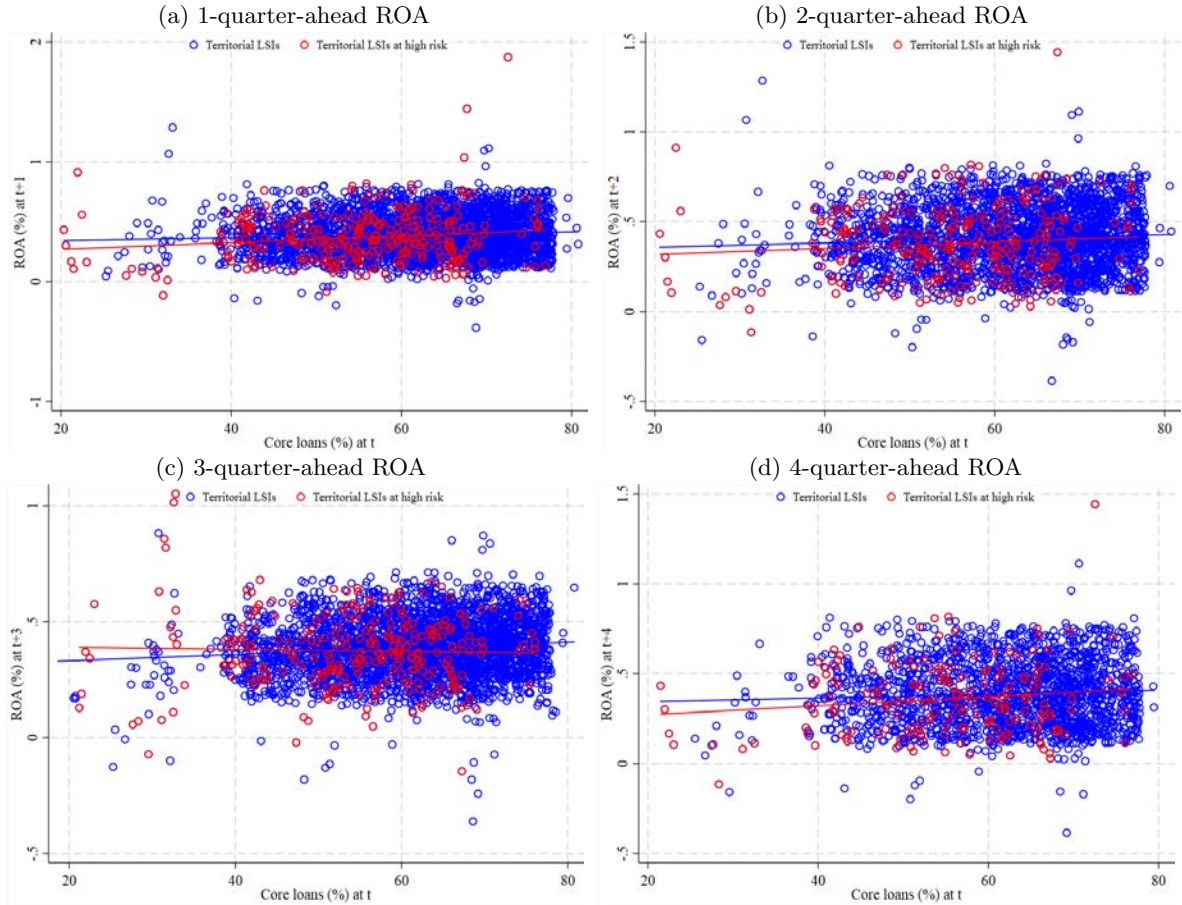 (a) 1-quarter-ahead ROA
Territorial LSIs
Territorial LSIs at high risk
ROA (%) at t+1
2
1
0
-1
20
40
60
80
Core loans (%) at t
(b) 2-quarter-ahead ROA
Territorial LSIs
Territorial LSIs at high risk
ROA (%) at t+2
1.5
1
.5
0
-.5
20
40
60
80
Core loans (%) at t
(c) 3-quarter-ahead ROA
Territorial LSIs
Territorial LSIs at high risk
ROA (%) at t+3
1
.5
0
-.5
20
40
60
80
Core loans (%) at t
(d) 4-quarter-ahead ROA
Territorial LSIs
Territorial LSIs at high risk
ROA (%) at t+4
1.5
1
.5
0
-.5
20
40
60
80
Core loans (%) at t